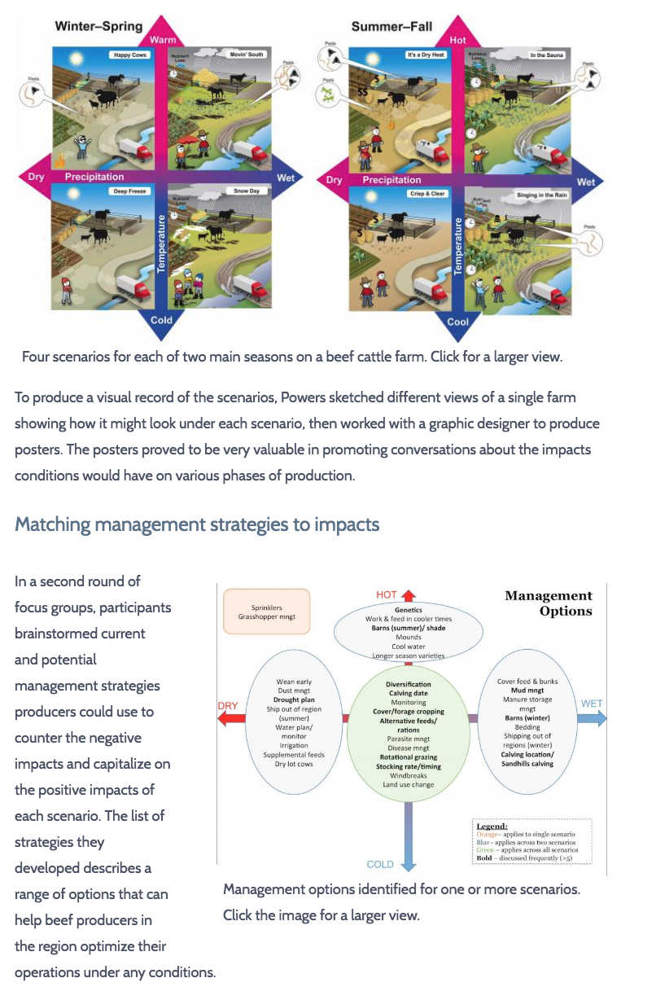 Winter–Spring
Warm
Happy Cows
Nutrient
Loss
Movin' South
Pests
Pests
Dry
Precipitation
Wet
Deep Freeze
Snow Day
Temperature
Cold
Summer–Fall
Hot
Pests
It's a Dry Heat
Nutrient
Loss
In the Sauna
Pests
Pests
$$
Dry
Precipitation
Wet
Crisp & Clear
Singing in the Rain
$
$
Pests
Temperature
Cool
Four scenarios for each of two main seasons on a beef cattle farm. Click for a larger view.
To produce a visual record of the scenarios, Powers sketched different views of a single farm
showing how it might look under each scenario, then worked with a graphic designer to produce
posters. The posters proved to be very valuable in promoting conversations about the impacts
conditions would have on various phases of production.
Matching management strategies to impacts
In a second round of
focus groups, participants
brainstormed current
and potential
management strategies
producers could use to
counter the negative
impacts and capitalize on
the positive impacts of
each scenario. The list of
strategies they
developed describes a
range of options that can
help beef producers in
the region optimize their
operations under any conditions.
Management
Options
Sprinklers
Grasshopper mngt
HOT
Genetics
Work & feed in cooler times
Barns (summer)/ shade
Mounds
Cool water
Longer season varieties
DRY
Wean early
Dust mngt
Drought plan
Ship out of region
(summer)
Water plan/
monitor
Irrigation
Supplemental feeds
Dry lot cows
Diversification
Calving date
Monitoring
Cover/forage cropping
Alternative feeds/
rations
Parasite mngt
Disease mngt
Rotational grazing
Stocking rate/timing
Windbreaks
Land use change
Cover feed & bunks
Mud mngt
Manure storage
mngt
Barns (winter)
Bedding
Shipping out of
regions (winter)
Calving location/
Sandhills calving
WET
COLD
Legend:
Orange– applies to single scenario
Blue - applies across two scenarios
Green – applies across all scenarios
Bold – discussed frequently (>5)
Management options identified for one or more scenarios.
Click the image for a larger view.